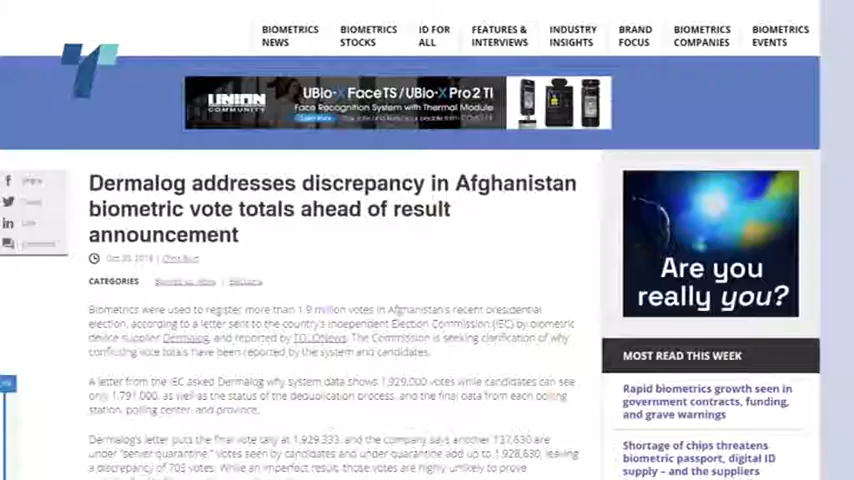 BIOMETRICS NEWS
BIOMETRICS STOCKS
ID FOR ALL
FEATURES & INTERVIEWS
INDUSTRY INSIGHTS
BRAND FOCUS
BIOMETRICS COMPANIES
BIOMETRICS EVENTS
UNION COMMUNITY
UBio-X Face TS / UBio-X Pro 2 TI
Face Recognition System with Thermal Module
Dermalog addresses discrepancy in Afghanistan
biometric vote totals ahead of result
announcement
CATEGORIES
Biometrics were used to register more than 1.9 million votes in Afghanistan's recent presidential
election, according to a letter sent to the country's Independent Election Commission (IEC) by biometric
device supplier Dermalog, and reported by TOLONews. The Commission is seeking clarification of why
conflicting vote totals have been reported by the system and candidates.
A letter from the IEC asked Dermalog why system data shows 1,929,000 votes while candidates can see
only 1,791,000, as well as the status of the deduplication process, and the final data from each polling
station, polling center, and province.
Dermalog's letter puts the final vote tally at 1,929,333, and the company says another 137,630 are
under "server quarantine." Votes seen by candidates and under quarantine add up to 1,928,630, leaving
a discrepancy of 703 votes. While an imperfect result, those votes are highly unlikely to prove
Are you
really you?
MOST READ THIS WEEK
Rapid biometrics growth seen in
government contracts, funding,
and grave warnings
Shortage of chips threatens
biometric passport, digital ID
supply – and the suppliers